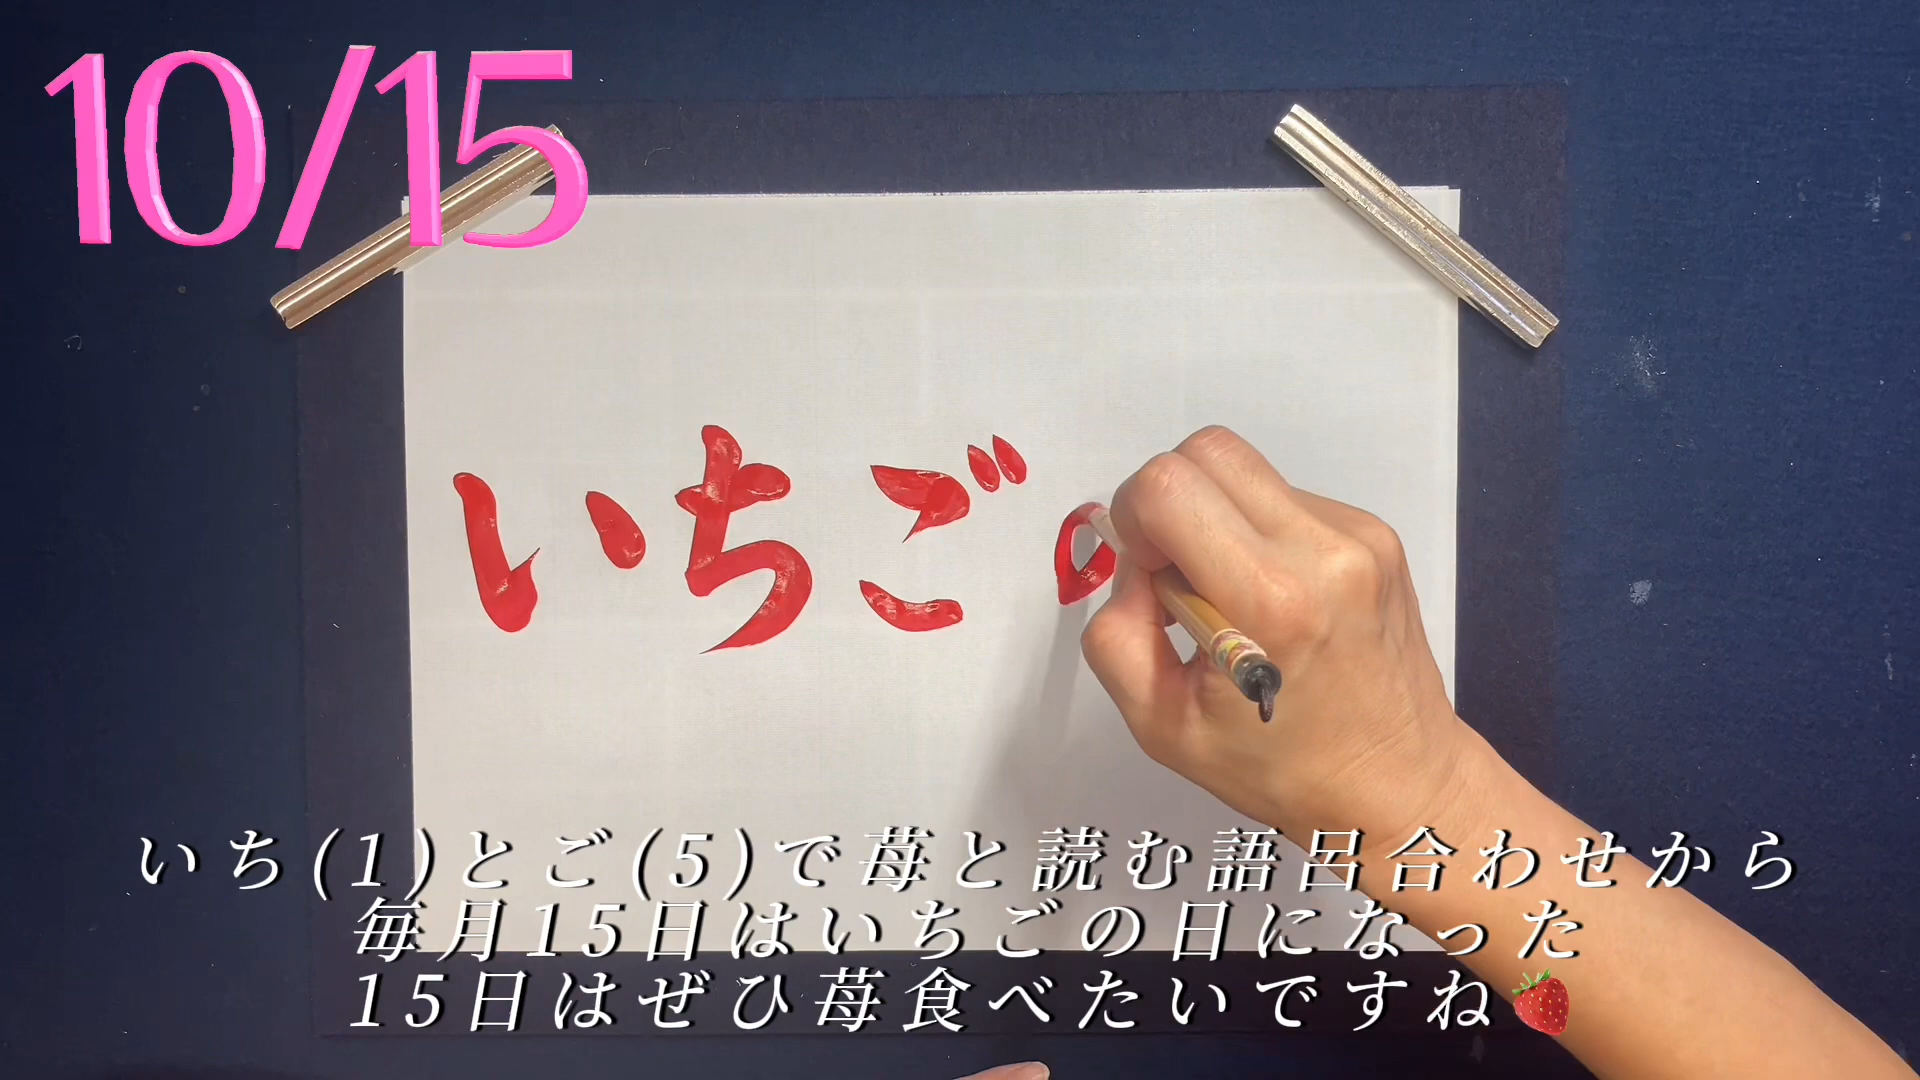 10/15
いちごの
いち(1)とご(5)で苺と読む語呂合わせから
毎月15日はいちごの日になった
15日はぜひ苺食べたいですね🍓